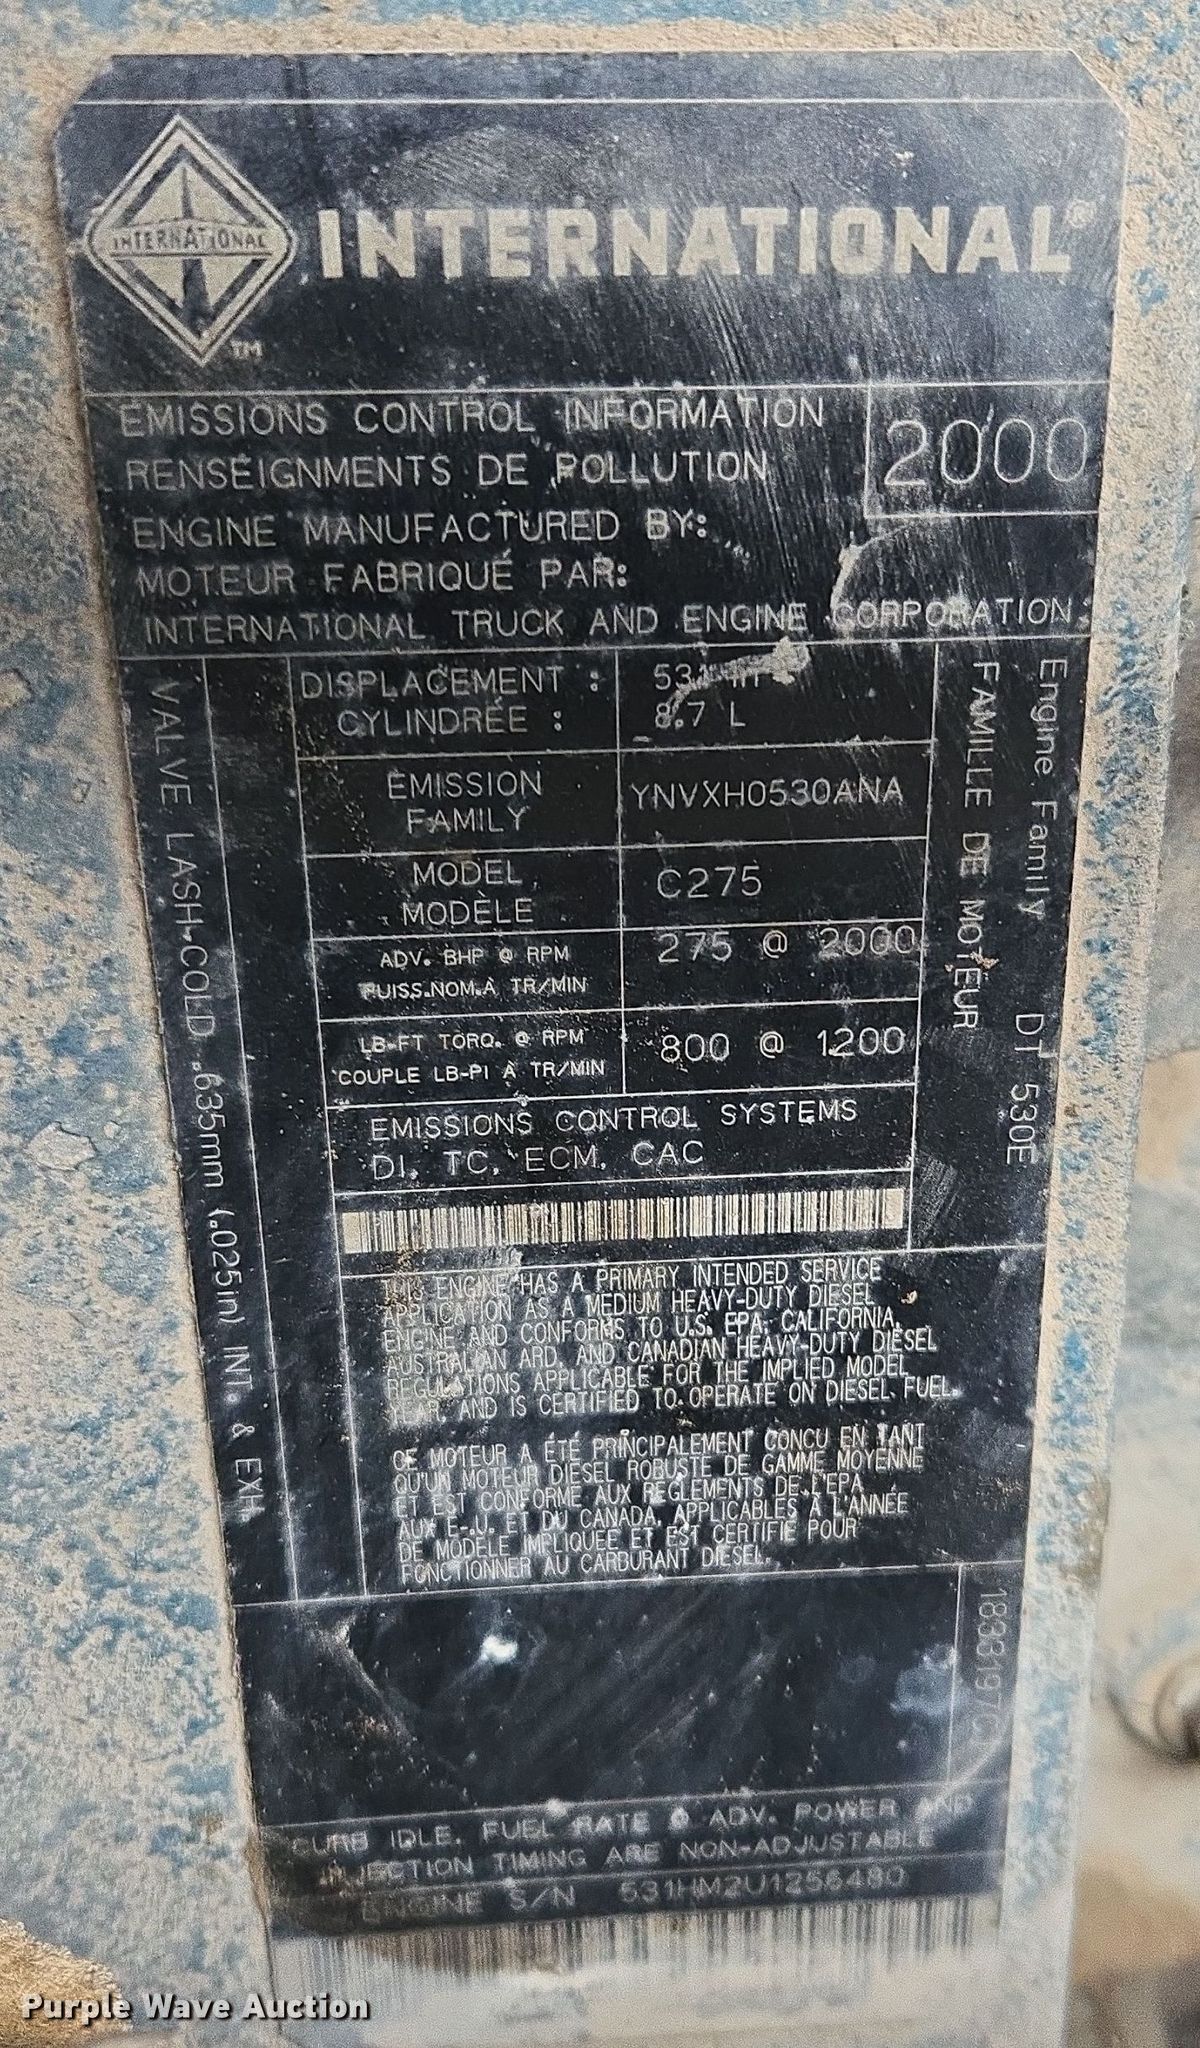 INTERNATIONAL
TM
INTERNATIONAL®
EMISSIONS CONTROL INFORMATION
RENSEIGNMENTS DE POLLUTION
2000
ENGINE MANUFACTURED BY:
MOTEUR FABRIQUÉ PAR:
INTERNATIONAL TRUCK AND ENGINE CORPORATION
VALVE LASH-COLD .635mm (.025in) INT. & EXH.
DISPLACEMENT : 531
CYLINDRÉE : 8.7 L
EMISSION
FAMILY
YNVXH0530ANA
MODEL
MODÈLE
C275
ADV. BHP @ RPM
PUISS.NOM.A TR/MIN
275 @ 2000
LB-FT TORQ. @ RPM
COUPLE LB-PI A TR/MIN
800 @ 1200
EMISSIONS CONTROL SYSTEMS
DI, TC, ECM, CAC
Engine Family DT 530E
FAMILLE DE MOTEUR
THIS ENGINE HAS A PRIMARY INTENDED SERVICE
APPLICATION AS A MEDIUM HEAVY-DUTY DIESEL
ENGINE AND CONFORMS TO U.S. EPA, CALIFORNIA,
AUSTRALIAN ARD, AND CANADIAN HEAVY-DUTY DIESEL
REGULATIONS APPLICABLE FOR THE IMPLIED MODEL
YEAR, AND IS CERTIFIED TO OPERATE ON DIESEL FUEL.
CE MOTEUR A ÉTÉ PRINCIPALEMENT CONCU EN TANT
QU'UN MOTEUR DIESEL ROBUSTE DE GAMME MOYENNE
ET EST CONFORME AUX RÉGLEMENTS DE L'EPA
AUX E.-U. ET DU CANADA, APPLICABLES À L'ANNÉE
DE MODÈLE IMPLIQUÉE ET EST CERTIFIÉ POUR
FONCTIONNER AU CARBURANT DIESEL.
CURB IDLE, FUEL RATE @ ADV. POWER AND
INJECTION TIMING ARE NON-ADJUSTABLE
ENGINE S/N 531HM2U1256480
Purple Wave Auction